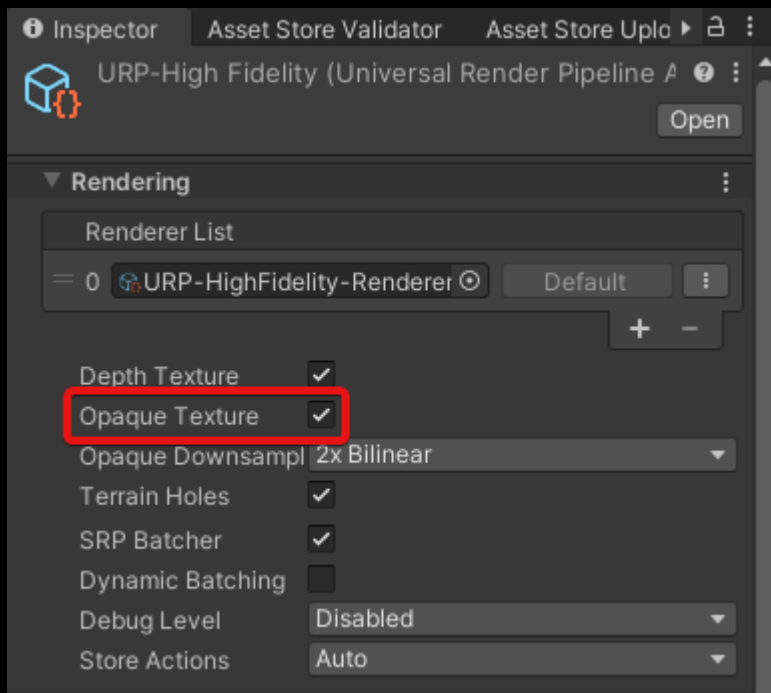 Inspector Asset Store Validator Asset Store Uplo
URP-High Fidelity (Universal Render Pipeline A
Open
Rendering
Renderer List
0 URP-HighFidelity-Renderer Default
+ −
Depth Texture
Opaque Texture
Opaque Downsampl 2x Bilinear
Terrain Holes
SRP Batcher
Dynamic Batching
Debug Level Disabled
Store Actions Auto